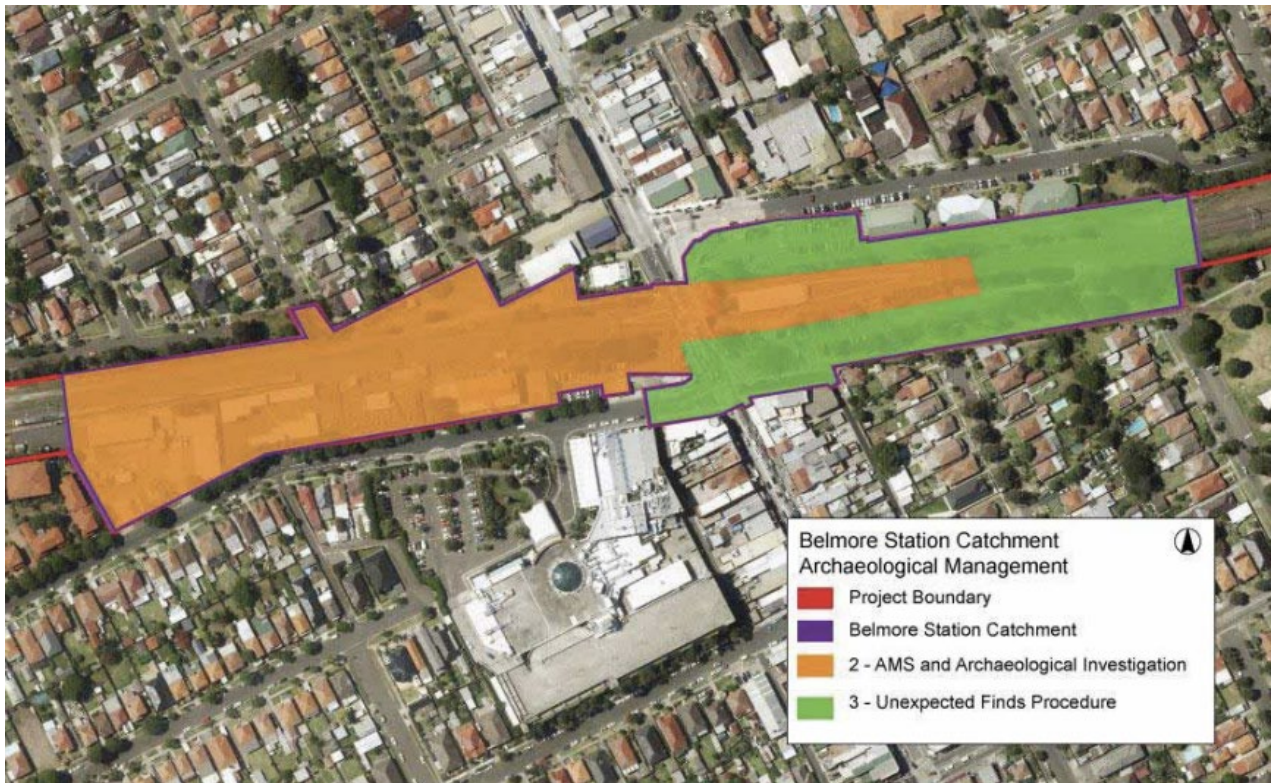 Belmore Station Catchment
Archaeological Management
Project Boundary
Belmore Station Catchment
2 - AMS and Archaeological Investigation
3 - Unexpected Finds Procedure